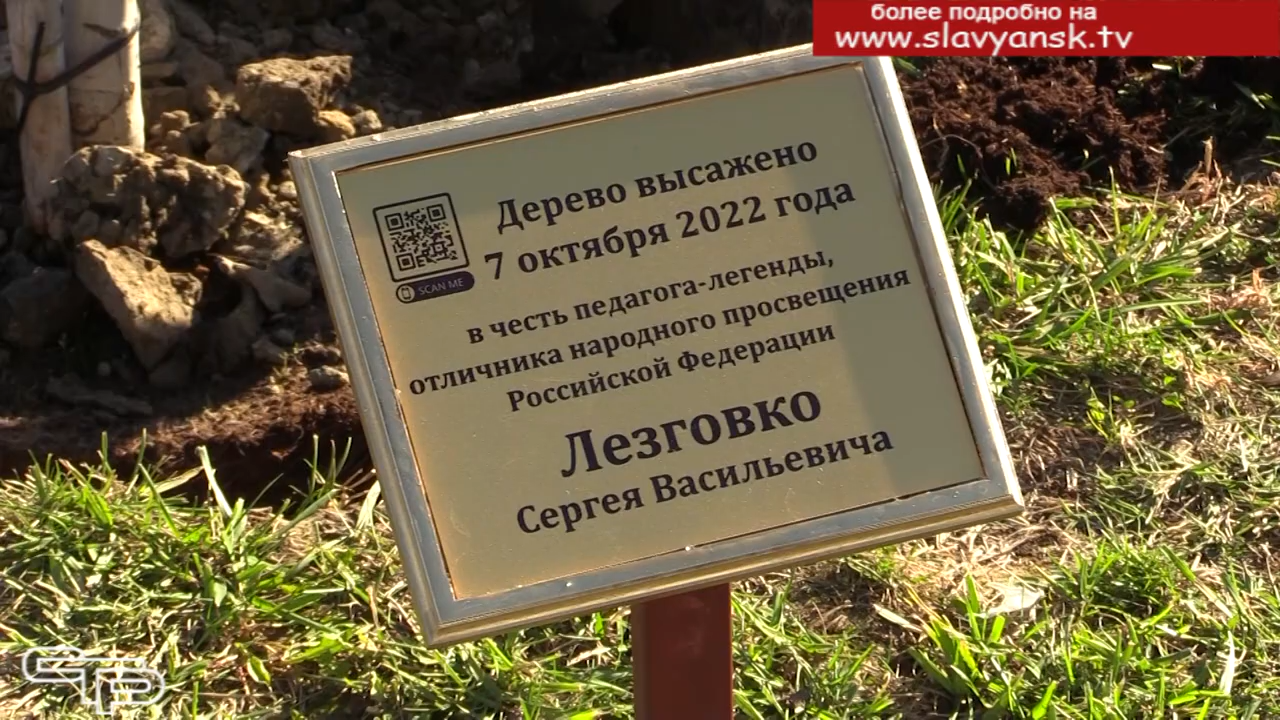 более подробно на
www.slavyansk.tv
Дерево высажено
7 октября 2022 года
SCAN ME
в честь педагога-легенды,
отличника народного просвещения
Российской Федерации
Лезговко
Сергея Васильевича
СТВ